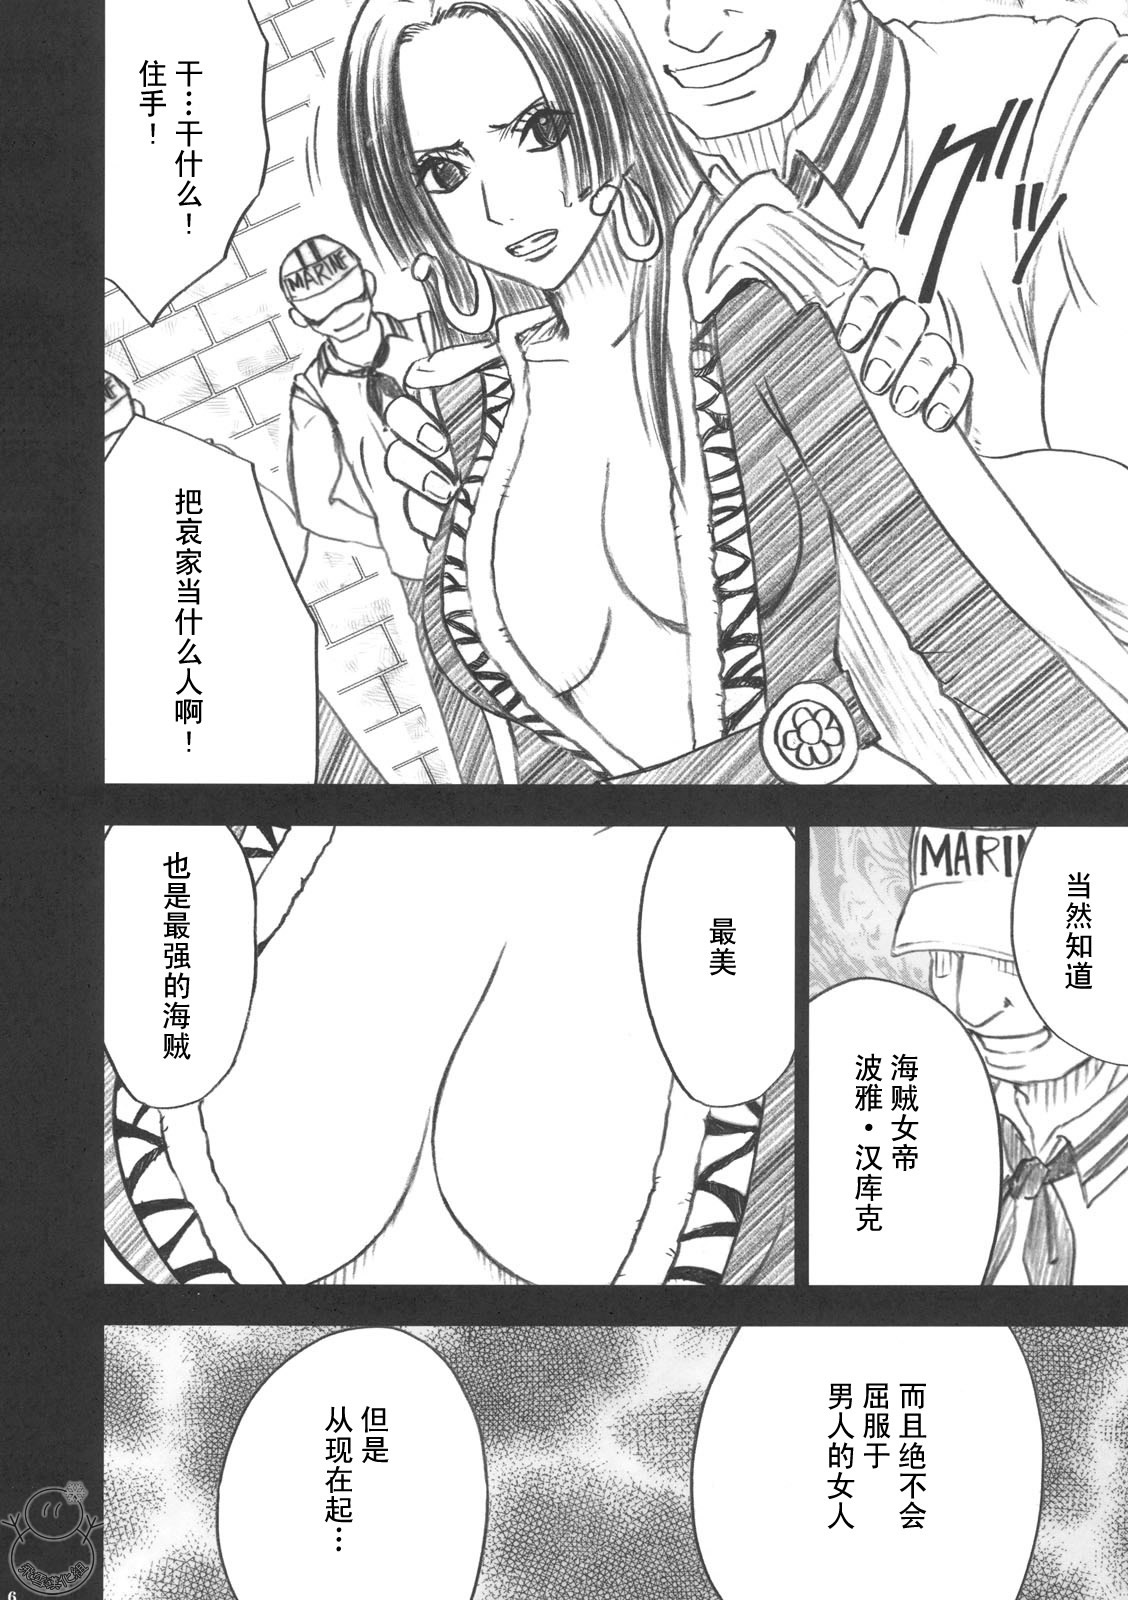 干…干什么！
住手！
グッ
MARINE
把哀家当什么人啊！
MARIN
当然知道
海贼女帝
波雅·汉库克
最美
也是最强的海贼
而且绝不会
屈服于
男人的女人
但是
从现在起…
6